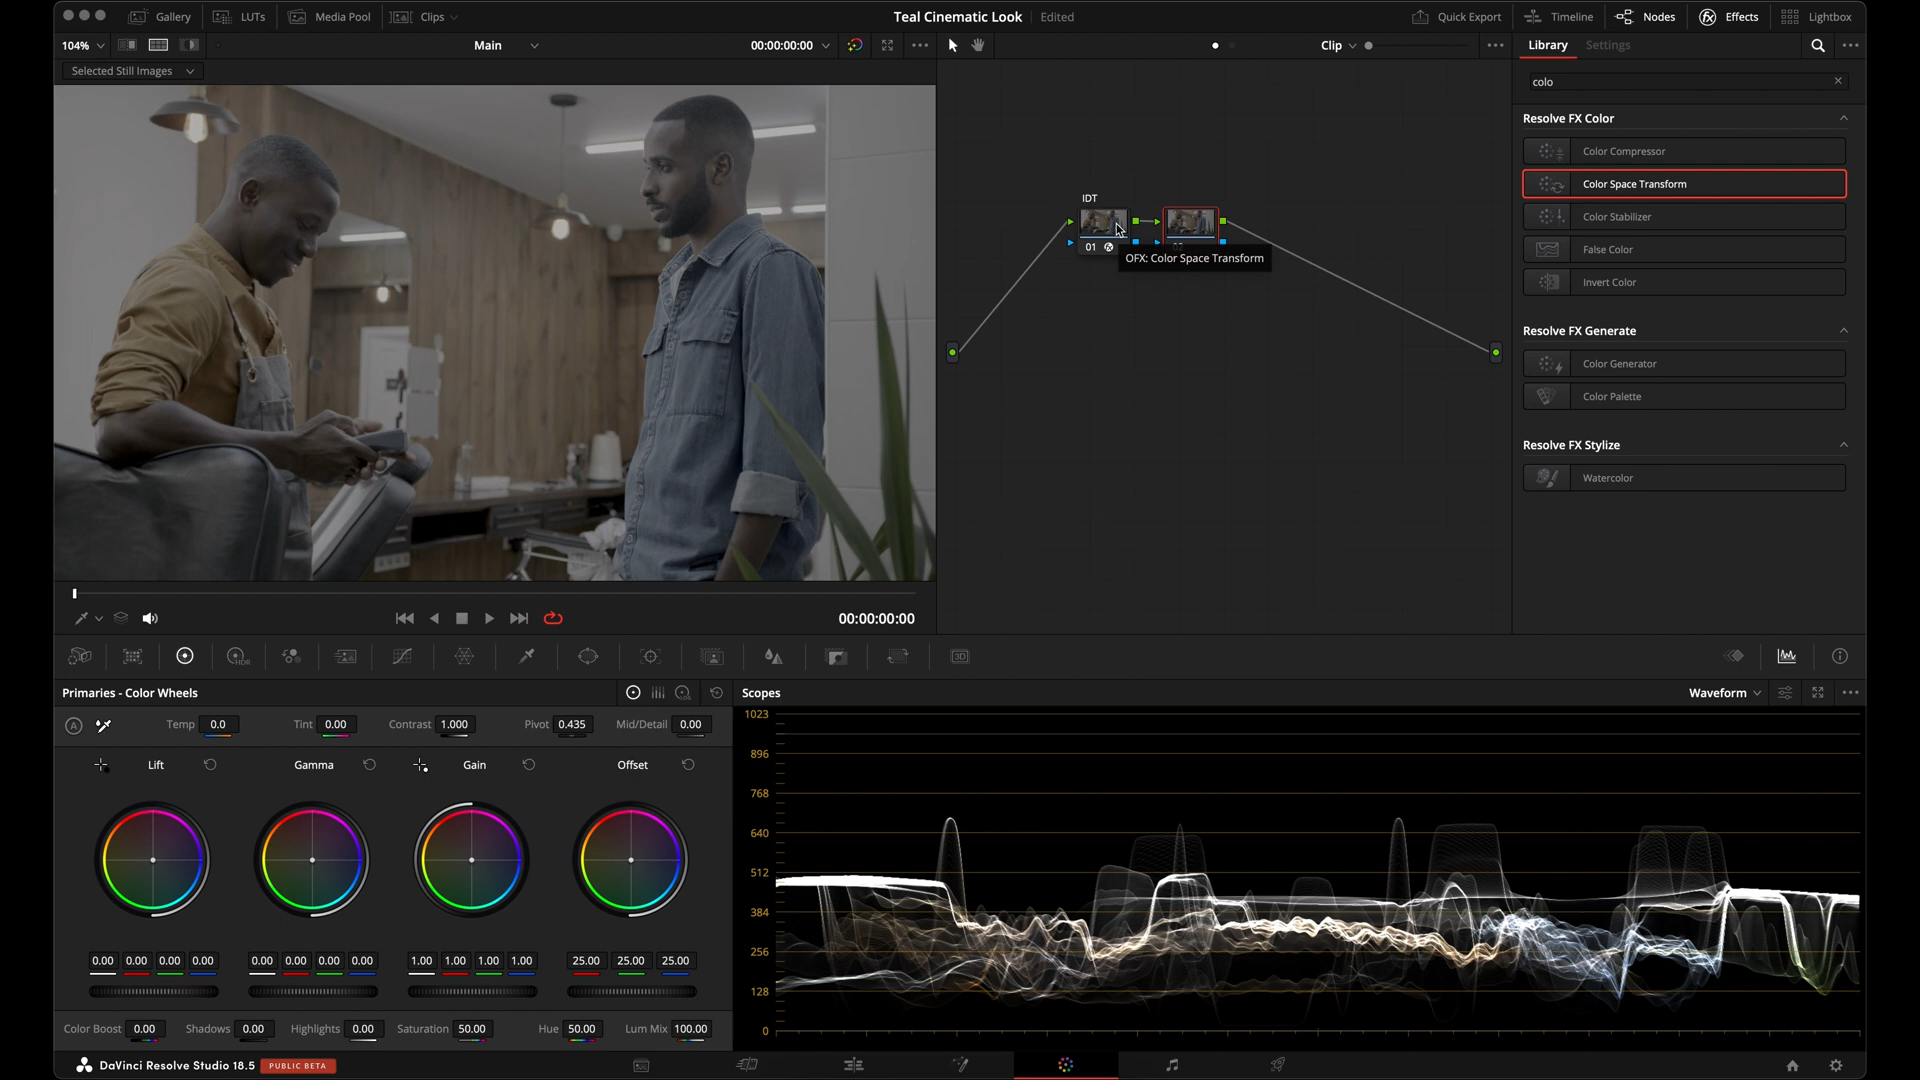 Gallery LUTs Media Pool Clips Teal Cinematic Look Edited Quick Export Timeline Nodes Effects Lightbox
104% Main 00:00:00:00 Clip Library Settings
Selected Still Images
colo
Resolve FX Color
Color Compressor
Color Space Transform
Color Stabilizer
False Color
Invert Color
Resolve FX Generate
Color Generator
Color Palette
Resolve FX Stylize
Watercolor
IDT
01 02
OFX: Color Space Transform
00:00:00:00
HDR 3D
Primaries - Color Wheels Scopes Waveform
A Temp 0.0 Tint 0.00 Contrast 1.000 Pivot 0.435 Mid/Detail 0.00
Lift Gamma Gain Offset
0.00 0.00 0.00 0.00 0.00 0.00 0.00 0.00 1.00 1.00 1.00 1.00 25.00 25.00 25.00
Color Boost 0.00 Shadows 0.00 Highlights 0.00 Saturation 50.00 Hue 50.00 Lum Mix 100.00
1023
896
768
640
512
384
256
128
0
DaVinci Resolve Studio 18.5 PUBLIC BETA